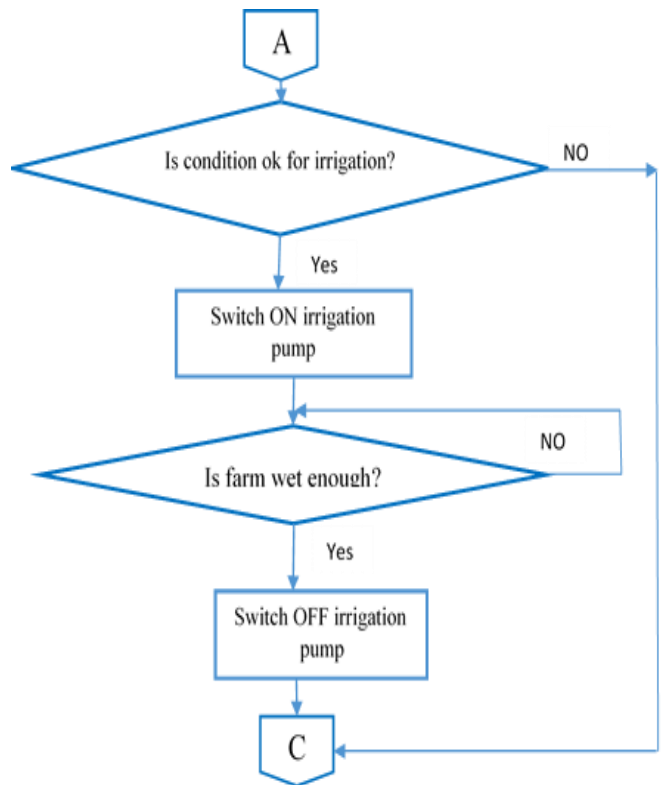 A
Is condition ok for irrigation?
NO
Yes
Switch ON irrigation
pump
NO
Is farm wet enough?
Yes
Switch OFF irrigation
pump
C